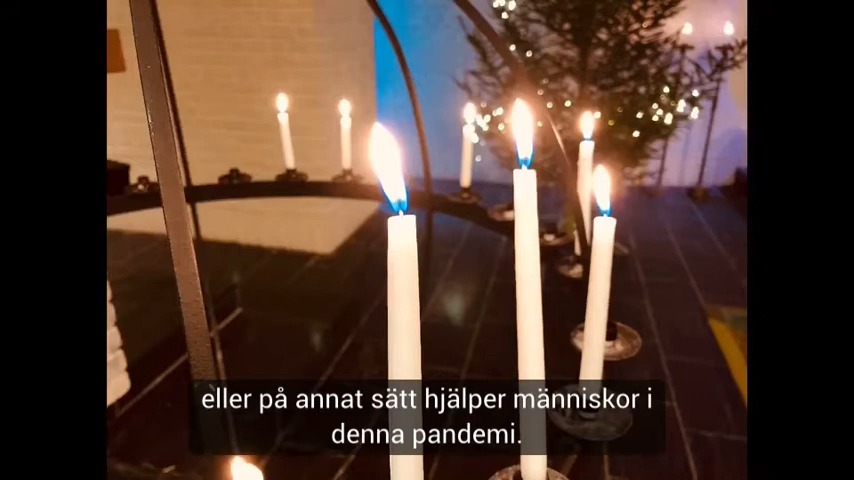 eller på annat sätt hjälper människor i
denna pandemi.